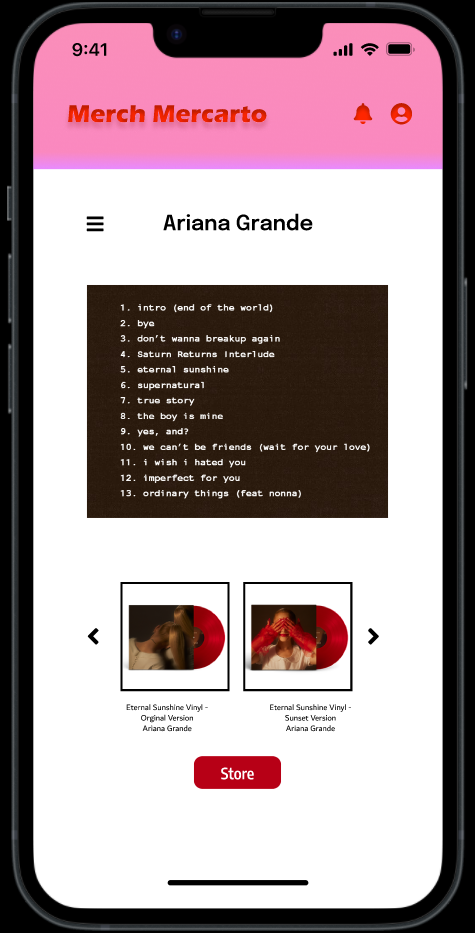 9:41
Merch Mercarto
Ariana Grande
1. intro (end of the world)
2. bye
3. don't wanna breakup again
4. Saturn Returns Interlude
5. eternal sunshine
6. supernatural
7. true story
8. the boy is mine
9. yes, and?
10. we can't be friends (wait for your love)
11. i wish i hated you
12. imperfect for you
13. ordinary things (feat nonna)
Eternal Sunshine Vinyl -
Orginal Version
Ariana Grande
Eternal Sunshine Vinyl -
Sunset Version
Ariana Grande
Store